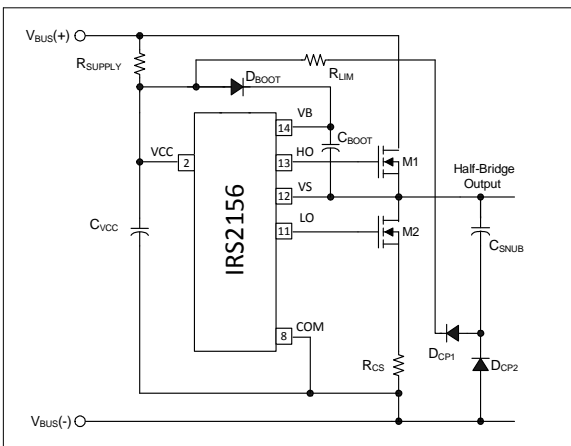 VBUS(+)
RSUPPLY
DBOOT
RLIM
VB
14
CBOOT
VCC
2
HO
13
M1
VS
12
Half-Bridge
Output
LO
11
M2
CVCC
IRS2156
CSNUB
COM
8
RCS
DCP1
DCP2
VBUS(-)